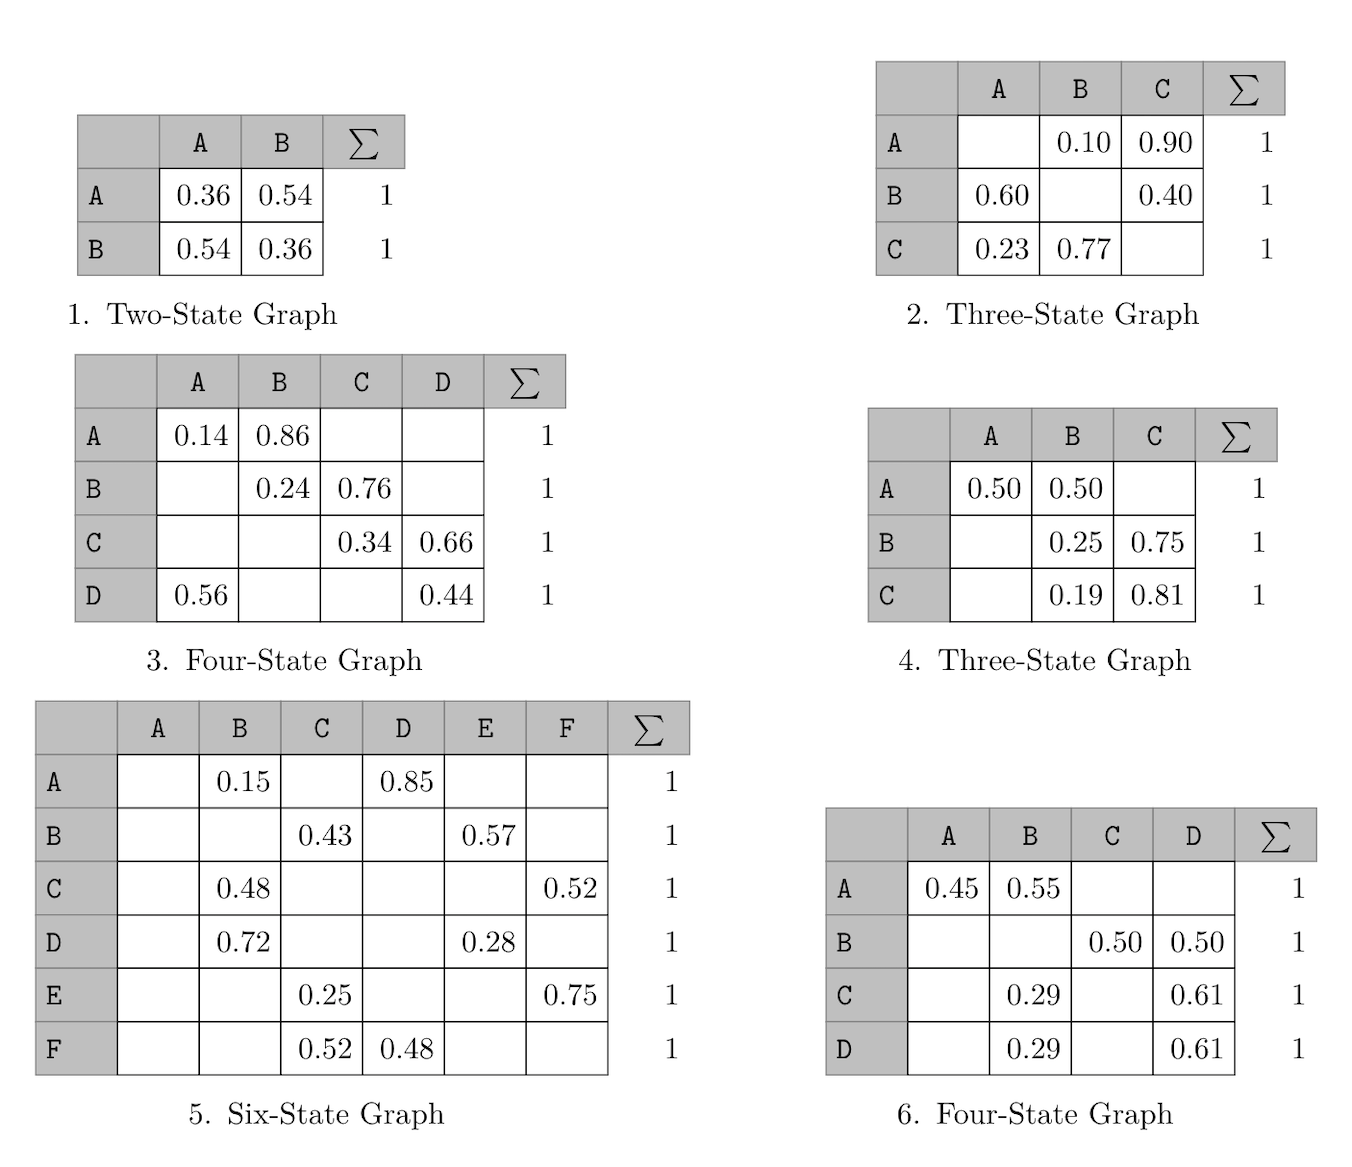 A B ∑
A 0.36 0.54 1
B 0.54 0.36 1
1. Two-State Graph
A B C ∑
A 0.10 0.90 1
B 0.60 0.40 1
C 0.23 0.77 1
2. Three-State Graph
A B C D ∑
A 0.14 0.86 1
B 0.24 0.76 1
C 0.34 0.66 1
D 0.56 0.44 1
3. Four-State Graph
A B C ∑
A 0.50 0.50 1
B 0.25 0.75 1
C 0.19 0.81 1
4. Three-State Graph
A B C D E F ∑
A 0.15 0.85 1
B 0.43 0.57 1
C 0.48 0.52 1
D 0.72 0.28 1
E 0.25 0.75 1
F 0.52 0.48 1
5. Six-State Graph
A B C D ∑
A 0.45 0.55 1
B 0.50 0.50 1
C 0.29 0.61 1
D 0.29 0.61 1
6. Four-State Graph